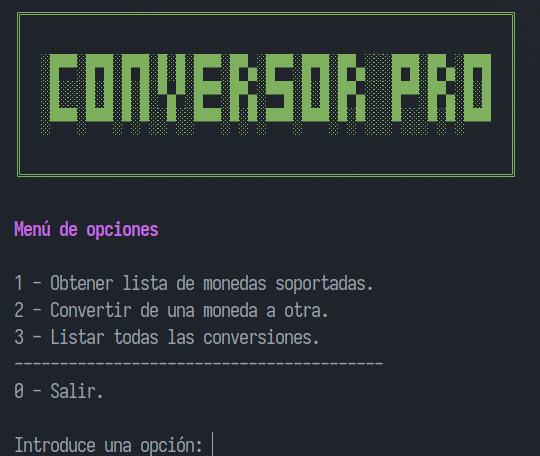 CONVERSOR PRO
Menú de opciones
1 - Obtener lista de monedas soportadas.
2 - Convertir de una moneda a otra.
3 - Listar todas las conversiones.
-----------------------------------------
0 - Salir.
Introduce una opción: